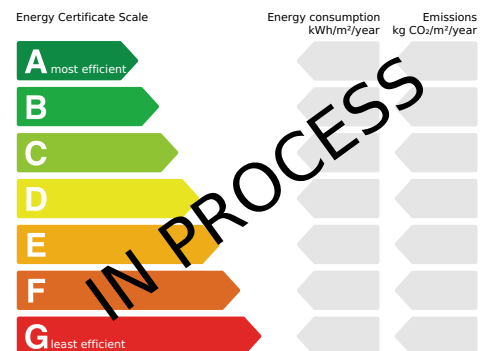 Energy Certificate Scale
Energy consumption
kWh/m²/year
Emissions
kg CO₂/m²/year
A most efficient
B
C
D
E
F
G least efficient
IN PROCESS